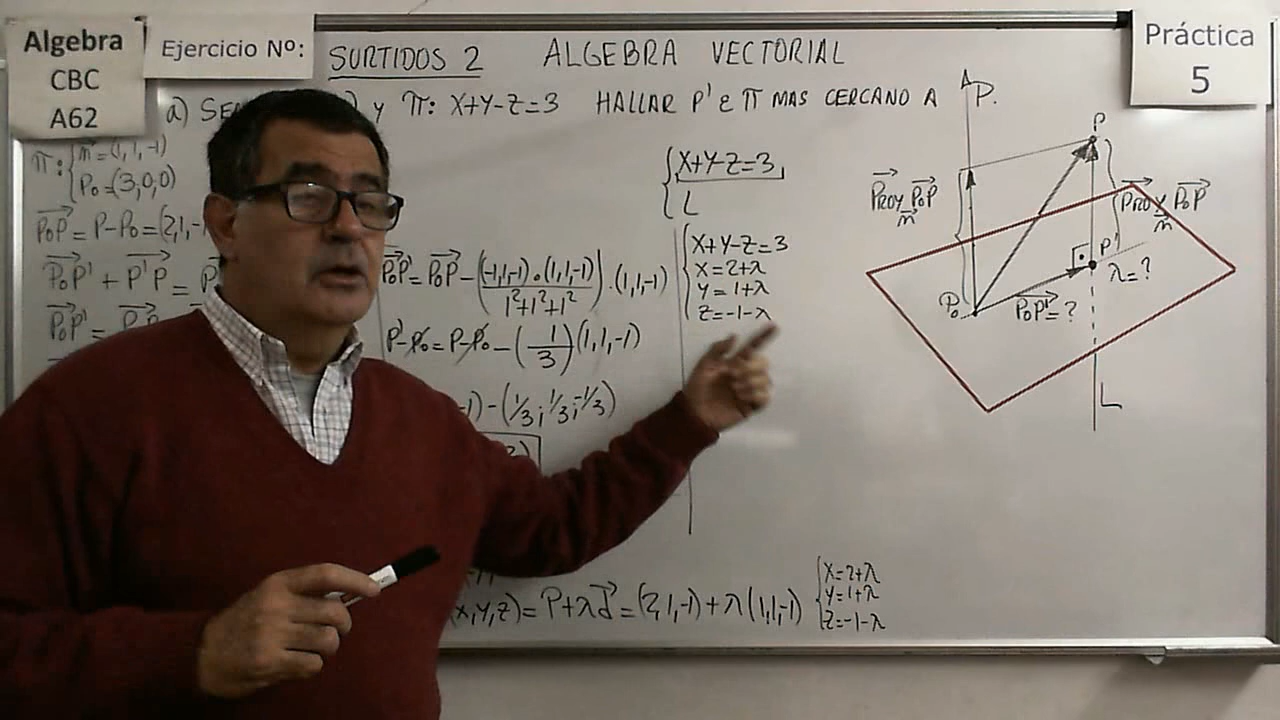 Algebra
CBC
A62
Ejercicio Nº:
SURTIDOS 2 ALGEBRA VECTORIAL
Práctica
5
a) SE y π: X+Y-Z=3 HALLAR P' E π MAS CERCANO A P.
π: { n = (1,1,-1)
P₀ = (3,0,0)
P₀P = P-P₀ = (2,1,-
P₀P' + P'P =
P₀P' =
P₀P' = P₀P - ((-1,1,-1) · (1,1,-1) / 1²+1²+1²) · (1,1,-1)
P'-P₀ = P-P₀ - (1/3)(1,1,-1)
-1) - (1/3; 1/3; -1/3)
{ X+Y-Z=3
L
{ X+Y-Z=3
X=2+λ
Y=1+λ
Z=-1-λ
X,Y,Z) = P+λd = (2,1,-1)+λ(1,1,-1)
{ X=2+λ
Y=1+λ
Z=-1-λ
P
PROY P₀P
n
PROY P₀P
n
P'
λ=?
P₀
P₀P'=?
L